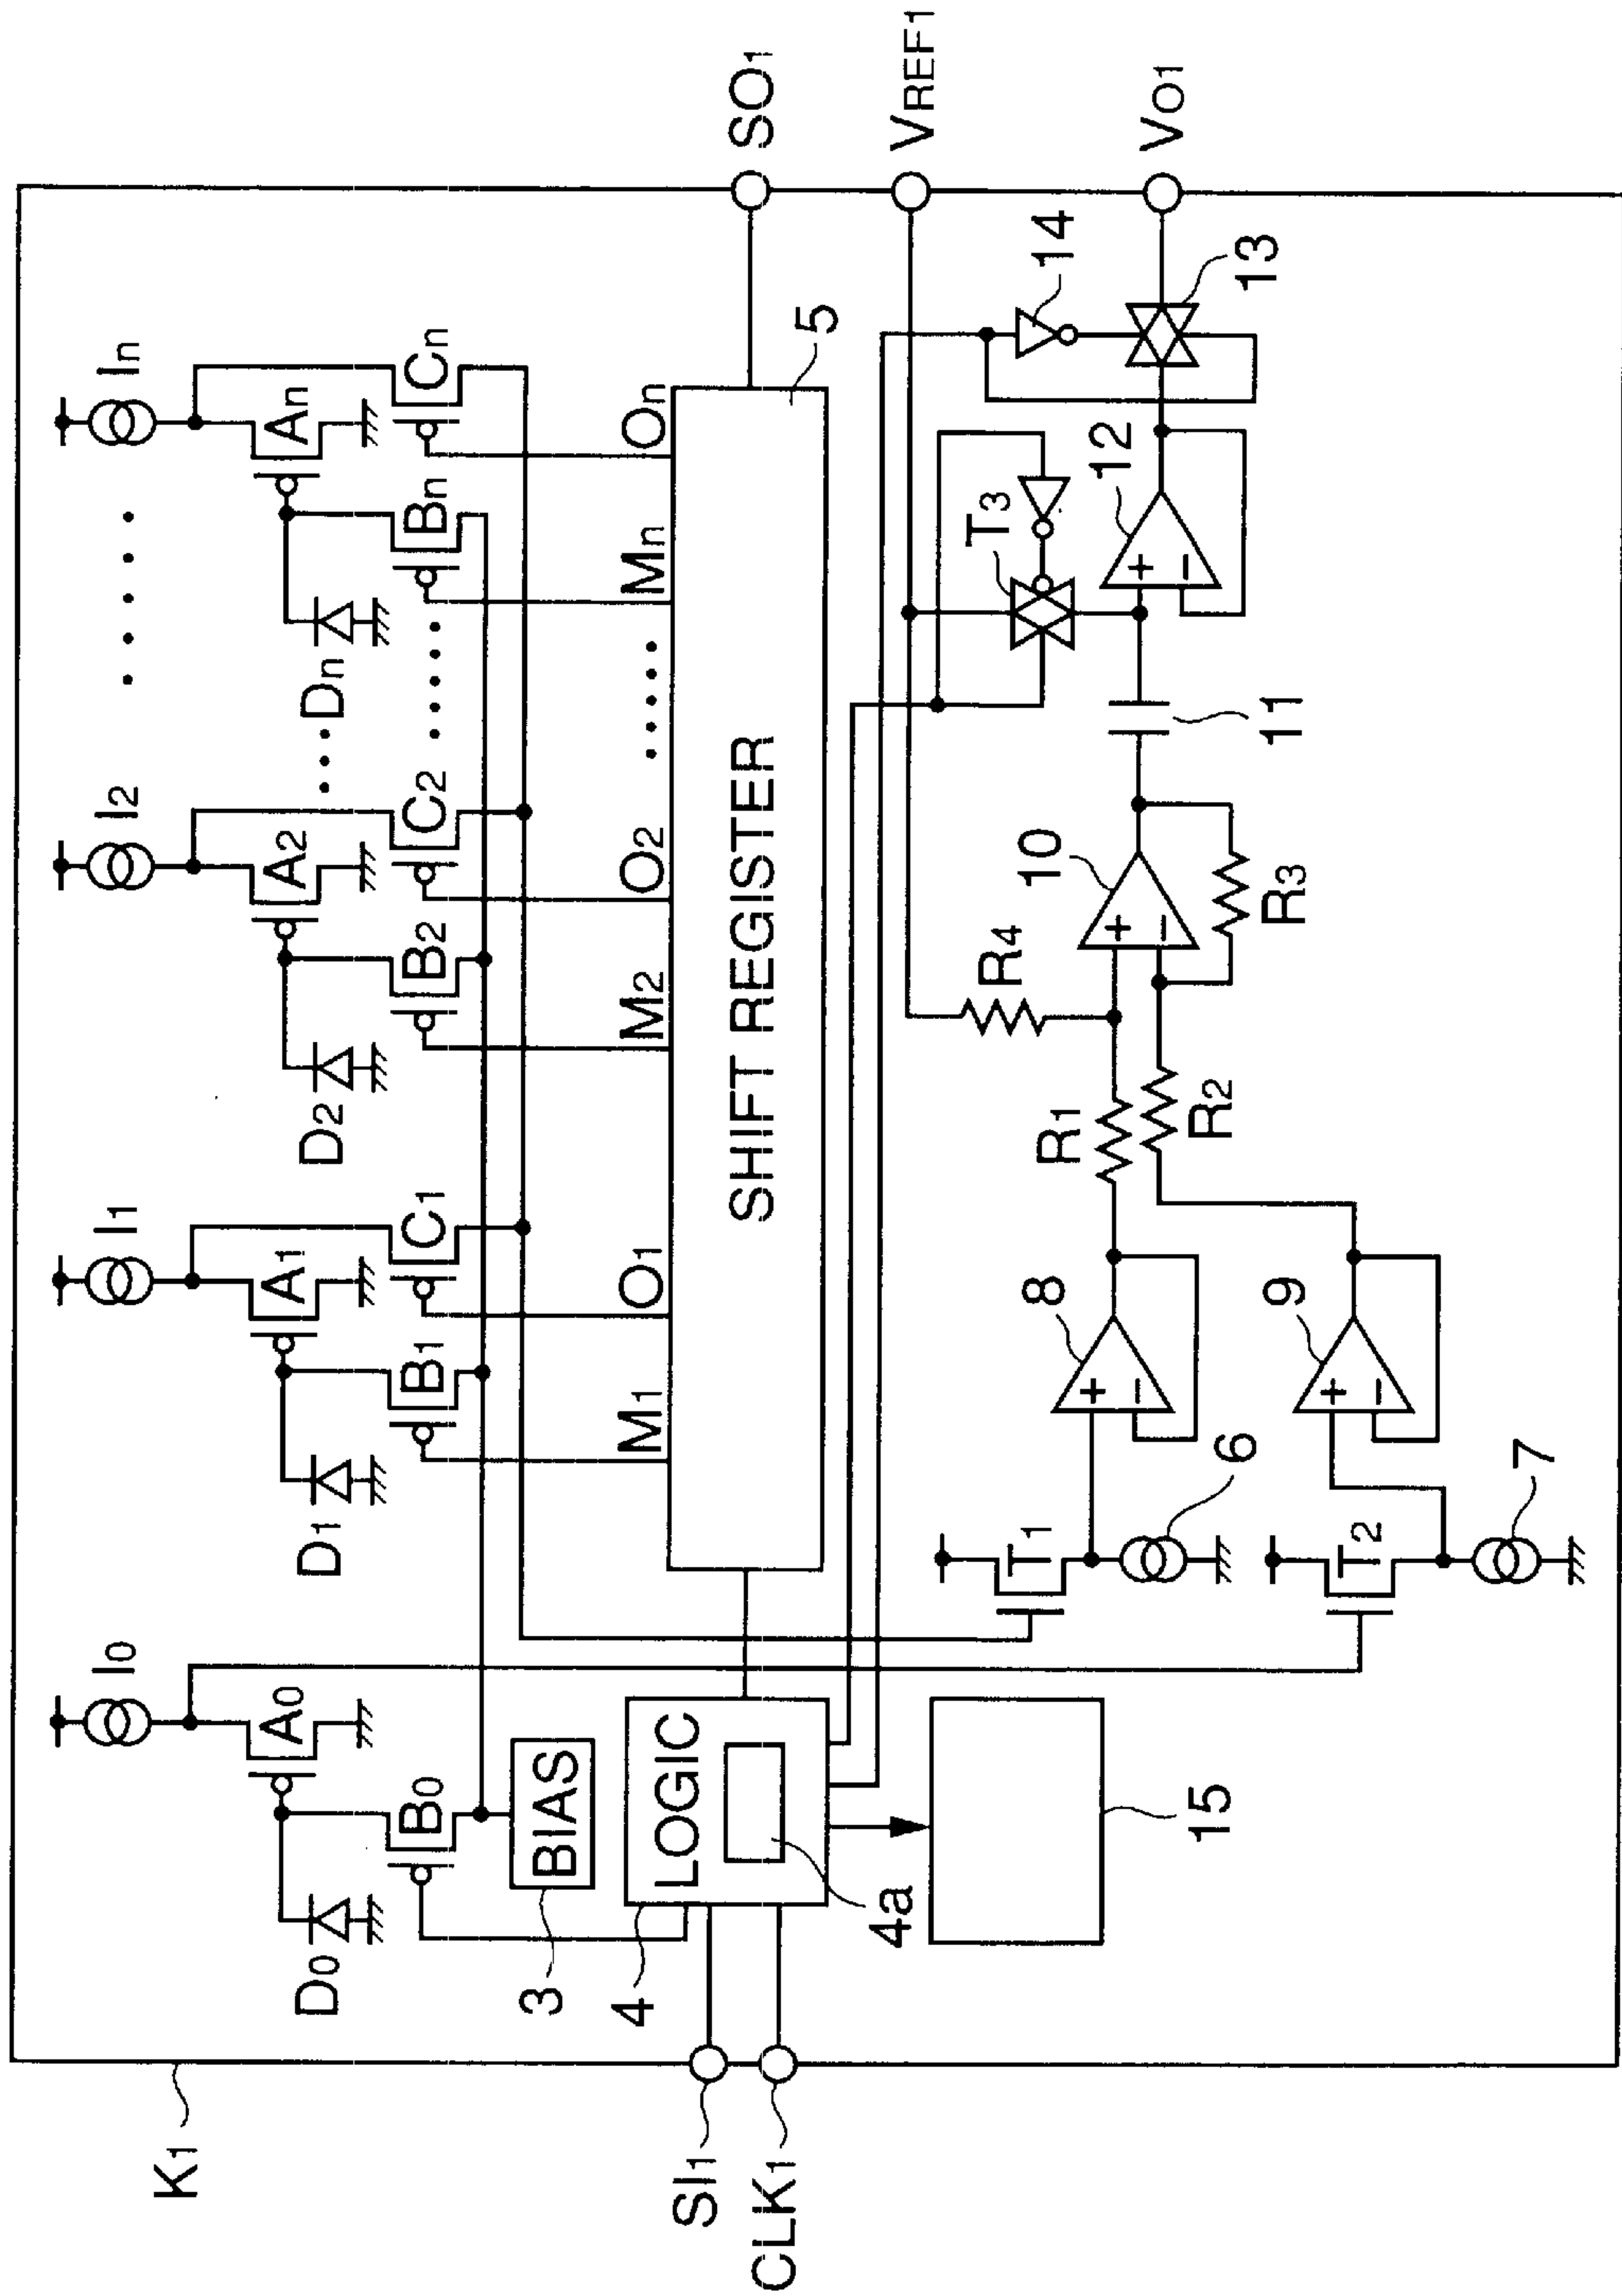 K1
I0
I1
I2
In
A0
A1
A2
An
D0
B0
D1
B1
C1
D2
B2
C2
Dn
Bn
Cn
BIAS
3
M1
O1
M2
O2
Mn
On
4
LOGIC
4a
SHIFT REGISTER
5
SI1
CLK1
SO1
VREF1
VO1
15
T1
6
T2
7
8
+
−
9
+
−
R1
R2
R4
10
+
−
R3
11
T3
12
+
−
14
13